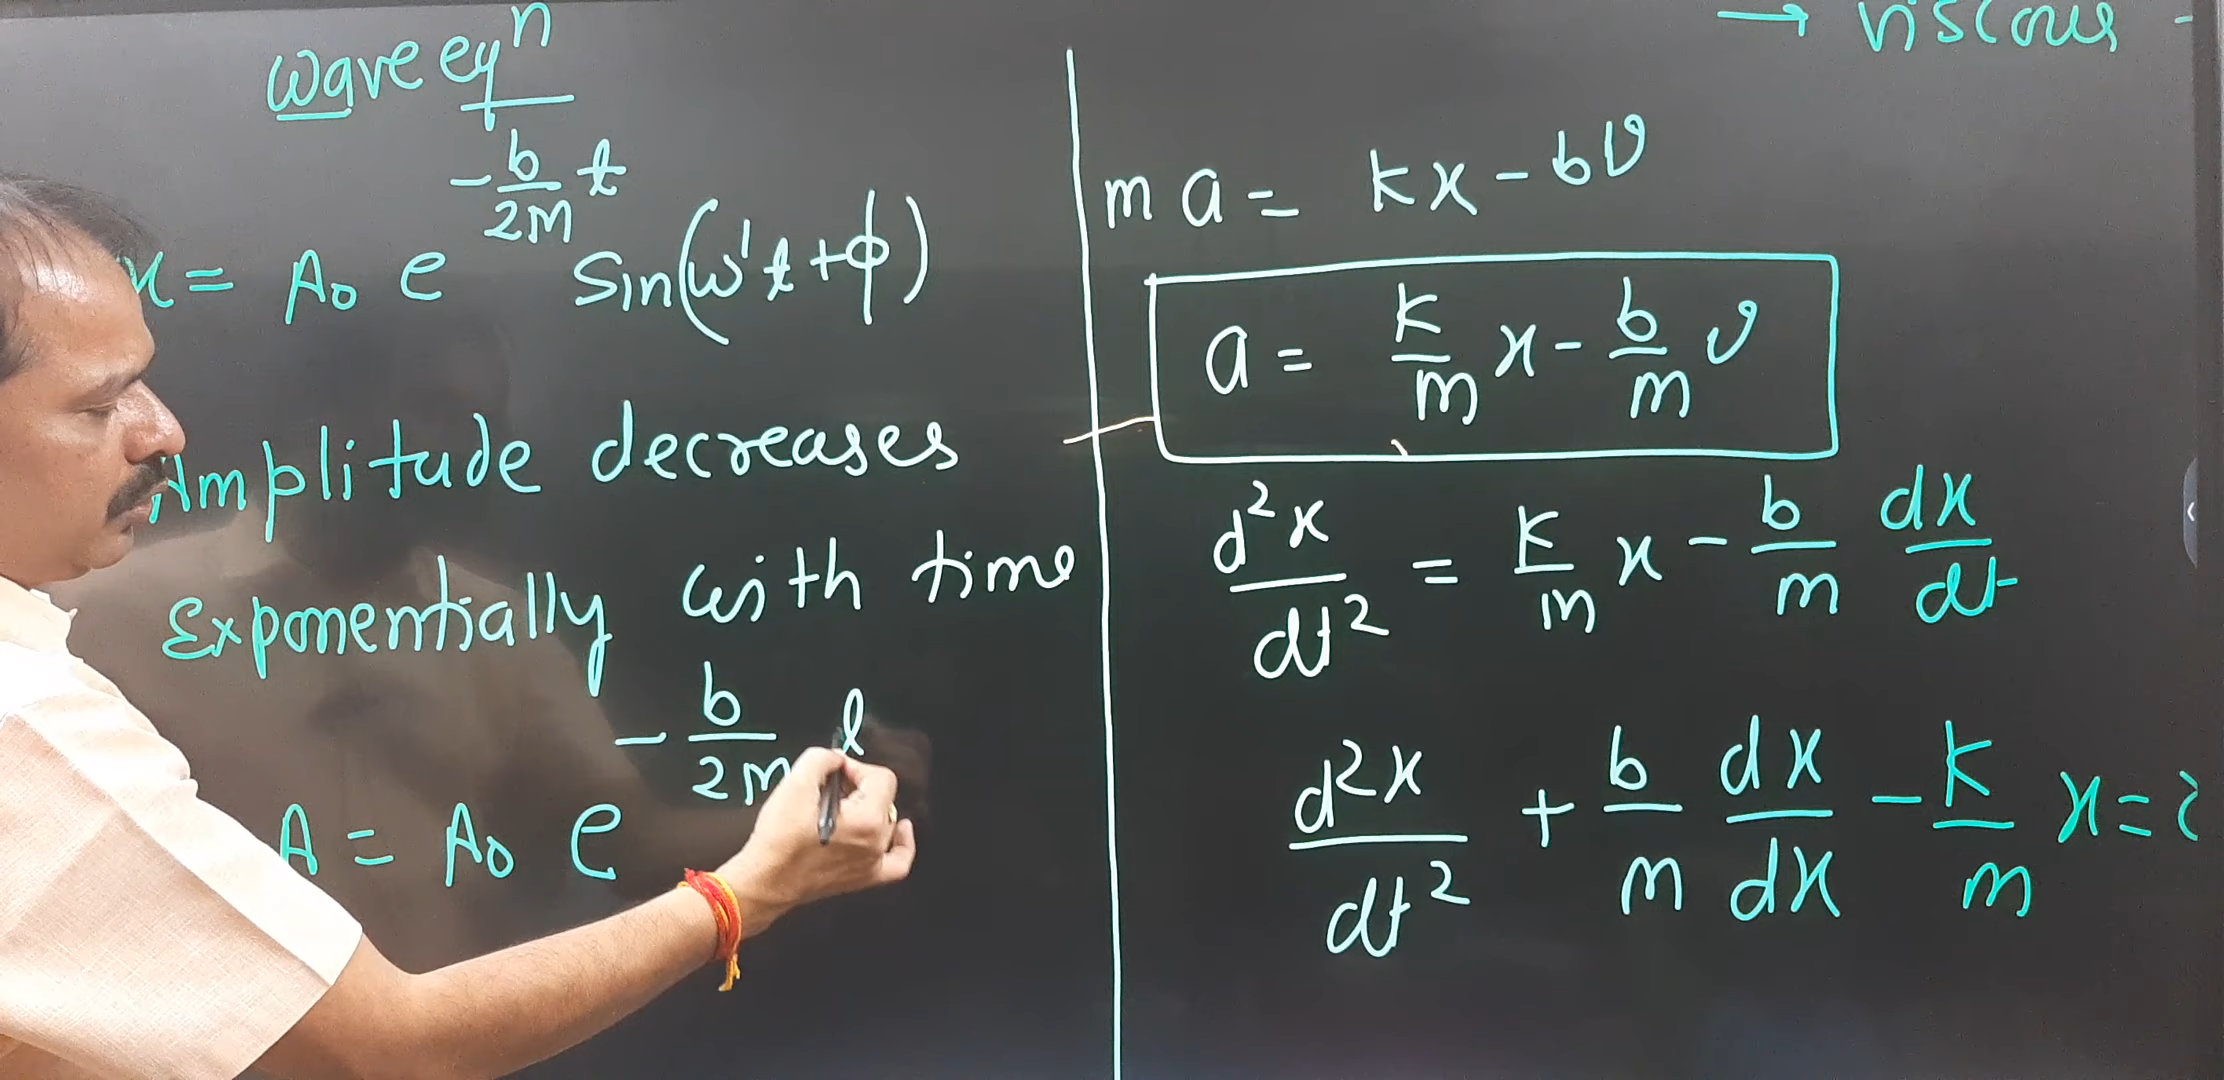 wave eqn
x = A₀ e^(-b/2m t) Sin(ω't+ϕ)
Amplitude decreases
Exponentially with time
A = A₀ e^(-b/2m t)
→ viscous -
ma = kx - bv
a = k/m x - b/m v
d²x/dt² = k/m x - b/m dx/dt
d²x/dt² + b/m dx/dx - k/m x =